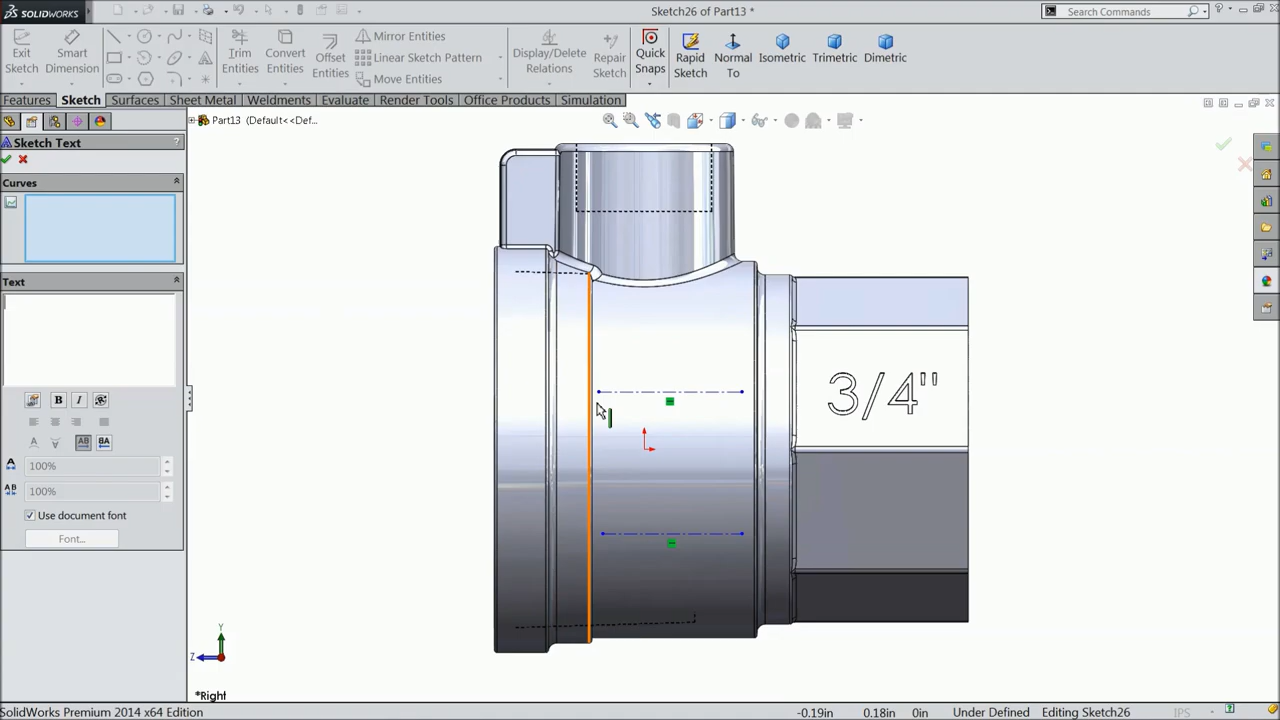 SOLIDWORKS
Sketch26 of Part13 *
Search Commands
Exit Sketch
Smart Dimension
Trim Entities
Convert Entities
Offset Entities
Mirror Entities
Linear Sketch Pattern
Move Entities
Display/Delete Relations
Repair Sketch
Quick Snaps
Rapid Sketch
Normal To
Isometric
Trimetric
Dimetric
Features Sketch Surfaces Sheet Metal Weldments Evaluate Render Tools Office Products Simulation
Part13 (Default<<Def...
Sketch Text
Curves
Text
B I
AB BA
100%
100%
Use document font
Font...
3/4"
Y
Z
*Right
SolidWorks Premium 2014 x64 Edition
-0.19in 0.18in 0in Under Defined Editing Sketch26 IPS